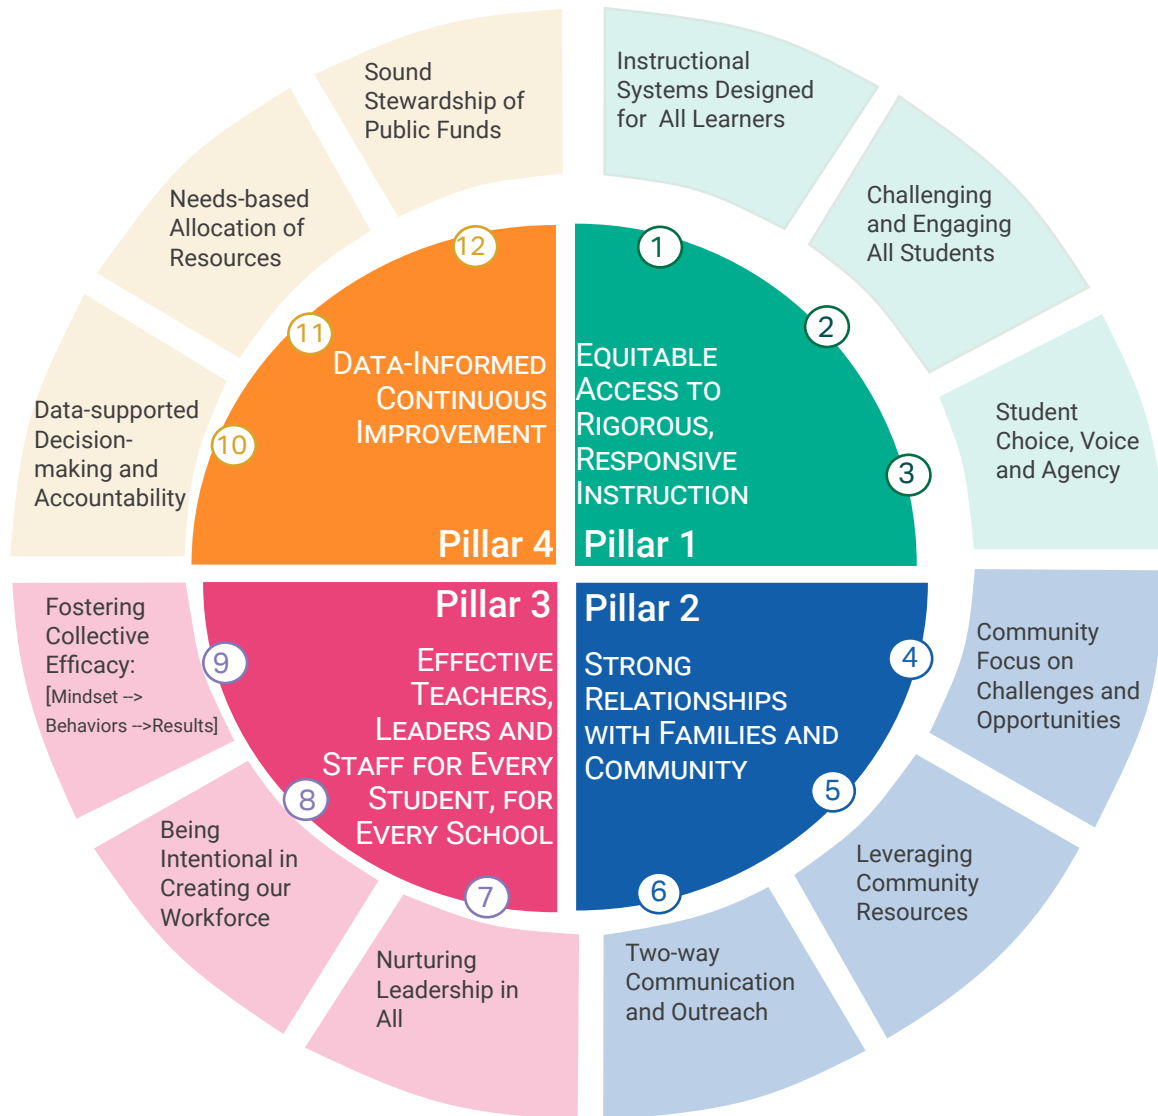 Instructional
Systems Designed
for All Learners
Challenging
and Engaging
All Students
Student
Choice, Voice
and Agency
1
2
3
EQUITABLE
ACCESS TO
RIGOROUS,
RESPONSIVE
INSTRUCTION
Pillar 1
Pillar 2
STRONG
RELATIONSHIPS
WITH FAMILIES AND
COMMUNITY
4
5
6
Community
Focus on
Challenges and
Opportunities
Leveraging
Community
Resources
Two-way
Communication
and Outreach
Pillar 3
EFFECTIVE
TEACHERS,
LEADERS AND
STAFF FOR EVERY
STUDENT, FOR
EVERY SCHOOL
7
8
9
Nurturing
Leadership in
All
Being
Intentional in
Creating our
Workforce
Fostering
Collective
Efficacy:
[Mindset -->
Behaviors -->Results]
DATA-INFORMED
CONTINUOUS
IMPROVEMENT
Pillar 4
10
11
12
Data-supported
Decision-
making and
Accountability
Needs-based
Allocation of
Resources
Sound
Stewardship of
Public Funds